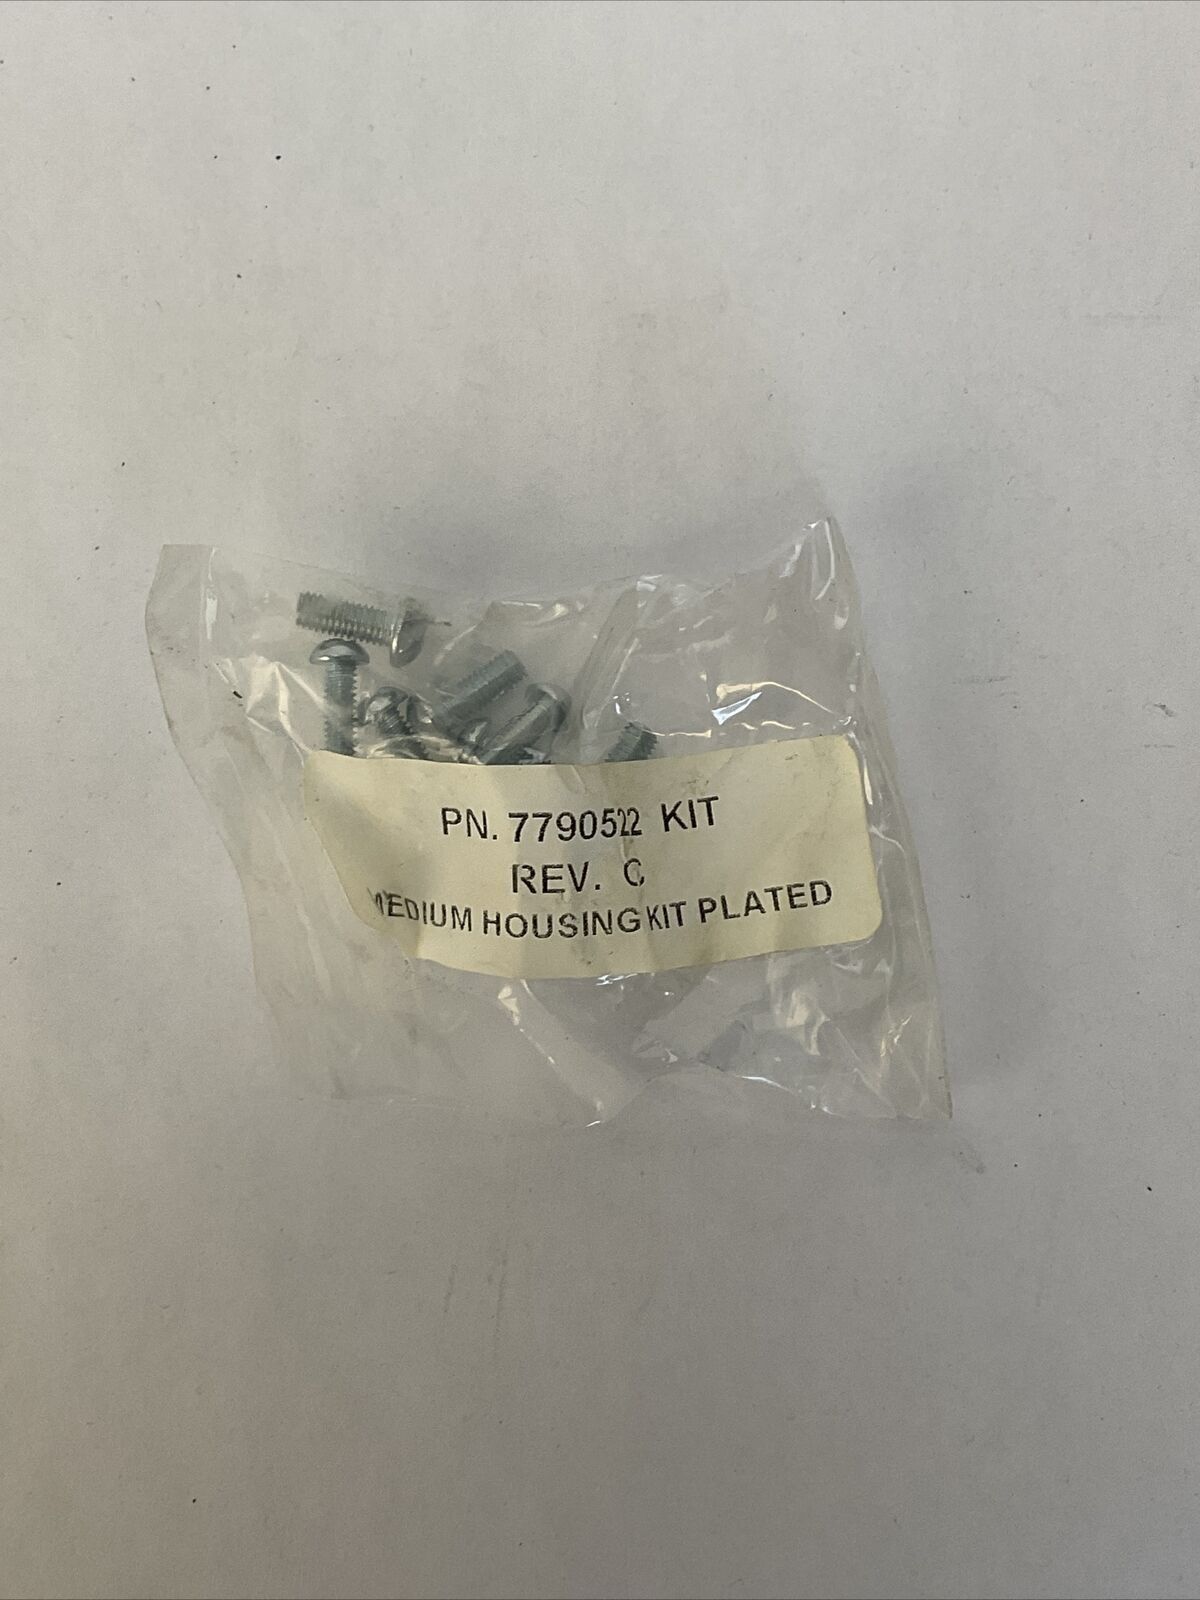 PN. 7790522 KIT
REV. C
MEDIUM HOUSING KIT PLATED